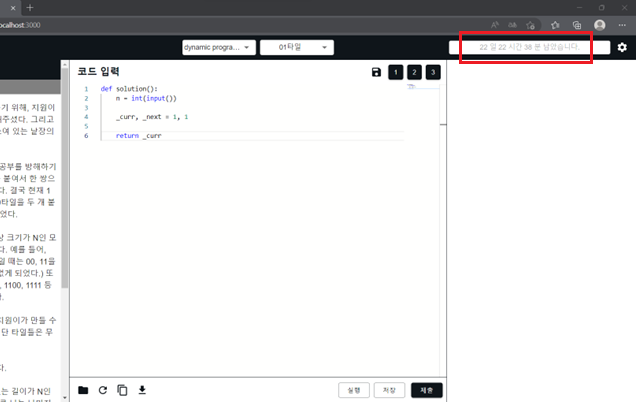 localhost:3000
dynamic progra...
01타일
22 일 22 시간 38 분 남았습니다.
기 위해, 지원이
해주셨다. 그리고
쓰여 있는 낱장의
공부를 방해하기
붙여서 한 쌍으
다. 결국 현재 1
타일을 두 개 붙
였다.
상 크기가 N인 모
다. 예를 들어,
일 때는 00, 11을
없게 되었다.) 또
, 1100, 1111 등
지원이가 만들 수
단 타일들은 무
다.
는 길이가 N인
코드 입력
1
2
3
1 def solution():
2 n = int(input())
3
4 _curr, _next = 1, 1
5
6 return _curr
실행
저장
제출